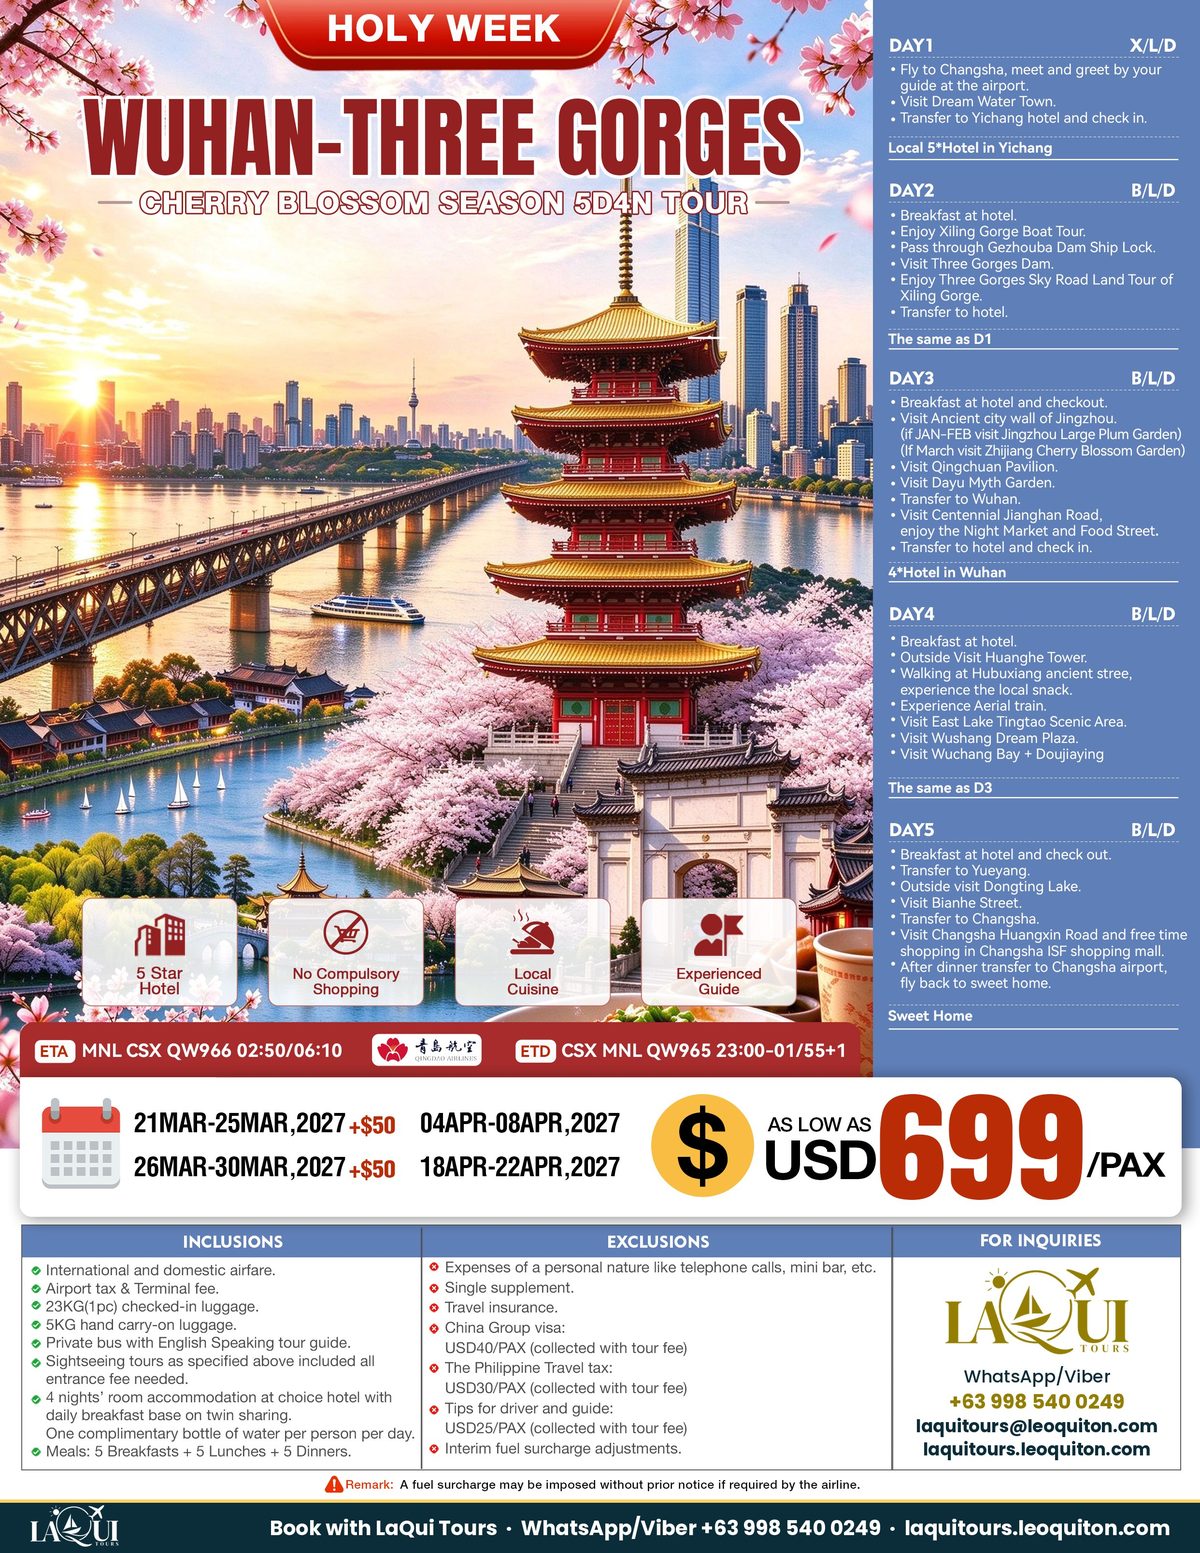 HOLY WEEK
WUHAN-THREE GORGES
CHERRY BLOSSOM SEASON 5D4N TOUR
5 Star
Hotel
No Compulsory
Shopping
Local
Cuisine
Experienced
Guide
ETA MNL CSX QW966 02:50/06:10
青岛航空
QINGDAO AIRLINES
ETD CSX MNL QW965 23:00-01/55+1
DAY1 X/L/D
• Fly to Changsha, meet and greet by your
guide at the airport.
• Visit Dream Water Town.
• Transfer to Yichang hotel and check in.
Local 5*Hotel in Yichang
DAY2 B/L/D
• Breakfast at hotel.
• Enjoy Xiling Gorge Boat Tour.
• Pass through Gezhouba Dam Ship Lock.
• Visit Three Gorges Dam.
• Enjoy Three Gorges Sky Road Land Tour of
Xiling Gorge.
• Transfer to hotel.
The same as D1
DAY3 B/L/D
• Breakfast at hotel and checkout.
• Visit Ancient city wall of Jingzhou.
(if JAN-FEB visit Jingzhou Large Plum Garden)
(If March visit Zhijiang Cherry Blossom Garden)
• Visit Qingchuan Pavilion.
• Visit Dayu Myth Garden.
• Transfer to Wuhan.
• Visit Centennial Jianghan Road,
enjoy the Night Market and Food Street.
• Transfer to hotel and check in.
4*Hotel in Wuhan
DAY4 B/L/D
• Breakfast at hotel.
• Outside Visit Huanghe Tower.
• Walking at Hubuxiang ancient stree,
experience the local snack.
• Experience Aerial train.
• Visit East Lake Tingtao Scenic Area.
• Visit Wushang Dream Plaza.
• Visit Wuchang Bay + Doujiaying
The same as D3
DAY5 B/L/D
• Breakfast at hotel and check out.
• Transfer to Yueyang.
• Outside visit Dongting Lake.
• Visit Bianhe Street.
• Transfer to Changsha.
• Visit Changsha Huangxin Road and free time
shopping in Changsha ISF shopping mall.
• After dinner transfer to Changsha airport,
fly back to sweet home.
Sweet Home
21MAR-25MAR,2027 +$50 04APR-08APR,2027
26MAR-30MAR,2027 +$50 18APR-22APR,2027
$
AS LOW AS
USD699/PAX
INCLUSIONS
International and domestic airfare.
Airport tax & Terminal fee.
23KG(1pc) checked-in luggage.
5KG hand carry-on luggage.
Private bus with English Speaking tour guide.
Sightseeing tours as specified above included all
entrance fee needed.
4 nights' room accommodation at choice hotel with
daily breakfast base on twin sharing.
One complimentary bottle of water per person per day.
Meals: 5 Breakfasts + 5 Lunches + 5 Dinners.
EXCLUSIONS
Expenses of a personal nature like telephone calls, mini bar, etc.
Single supplement.
Travel insurance.
China Group visa:
USD40/PAX (collected with tour fee)
The Philippine Travel tax:
USD30/PAX (collected with tour fee)
Tips for driver and guide:
USD25/PAX (collected with tour fee)
Interim fuel surcharge adjustments.
FOR INQUIRIES
LAQUI
TOURS
WhatsApp/Viber
+63 998 540 0249
laquitours@leoquiton.com
laquitours.leoquiton.com
Remark: A fuel surcharge may be imposed without prior notice if required by the airline.
LAQUI
TOURS
Book with LaQui Tours · WhatsApp/Viber +63 998 540 0249 · laquitours.leoquiton.com